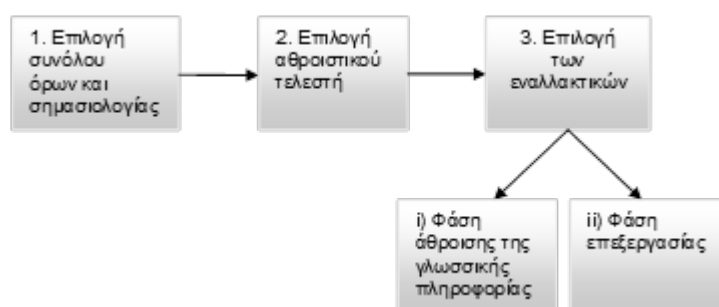 1. Επιλογή
συνόλου
όρων και
σημασιολογίας
2. Επιλογή
αθροιστικού
τελεστή
3. Επιλογή
των
εναλλακτικών
i) Φάση
άθροισης της
γλωσσικής
πληροφορίας
ii) Φάση
επεξεργασίας